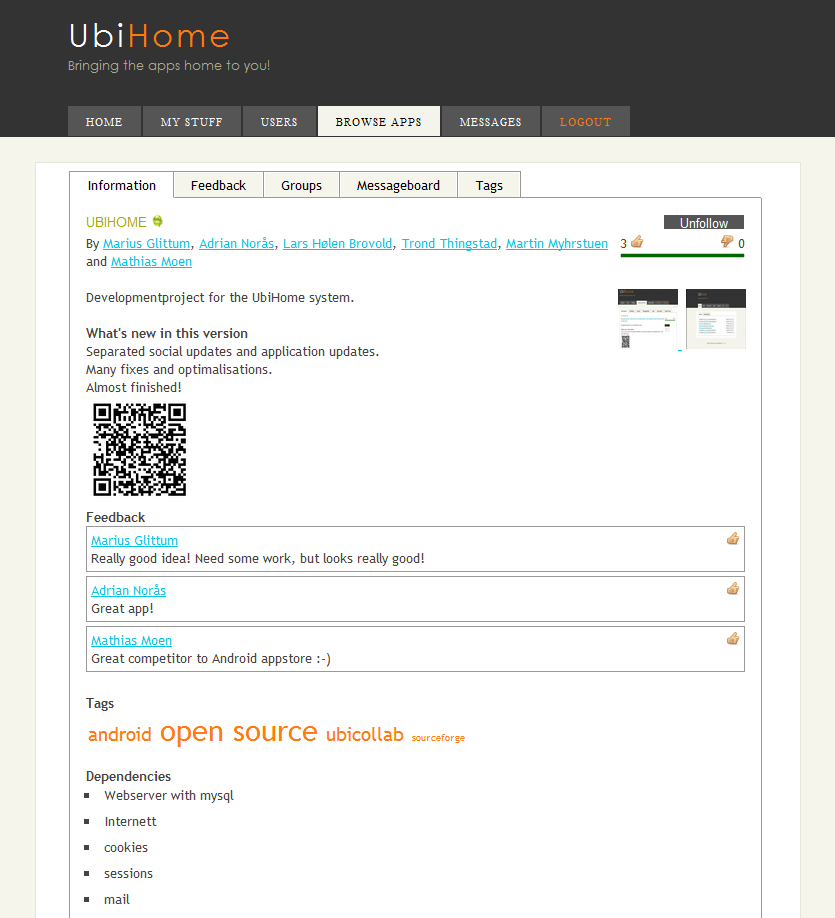 UbiHome
Bringing the apps home to you!
HOME MY STUFF USERS BROWSE APPS MESSAGES LOGOUT
Information Feedback Groups Messageboard Tags
UBIHOME Unfollow
By Marius Glittum, Adrian Norås, Lars Hølen Brovold, Trond Thingstad, Martin Myhrstuen 3 0
and Mathias Moen
Developmentproject for the UbiHome system.
What's new in this version
Separated social updates and application updates.
Many fixes and optimalisations.
Almost finished!
Feedback
Marius Glittum
Really good idea! Need some work, but looks really good!
Adrian Norås
Great app!
Mathias Moen
Great competitor to Android appstore :-)
Tags
android open source ubicollab sourceforge
Dependencies
Webserver with mysql
Internett
cookies
sessions
mail